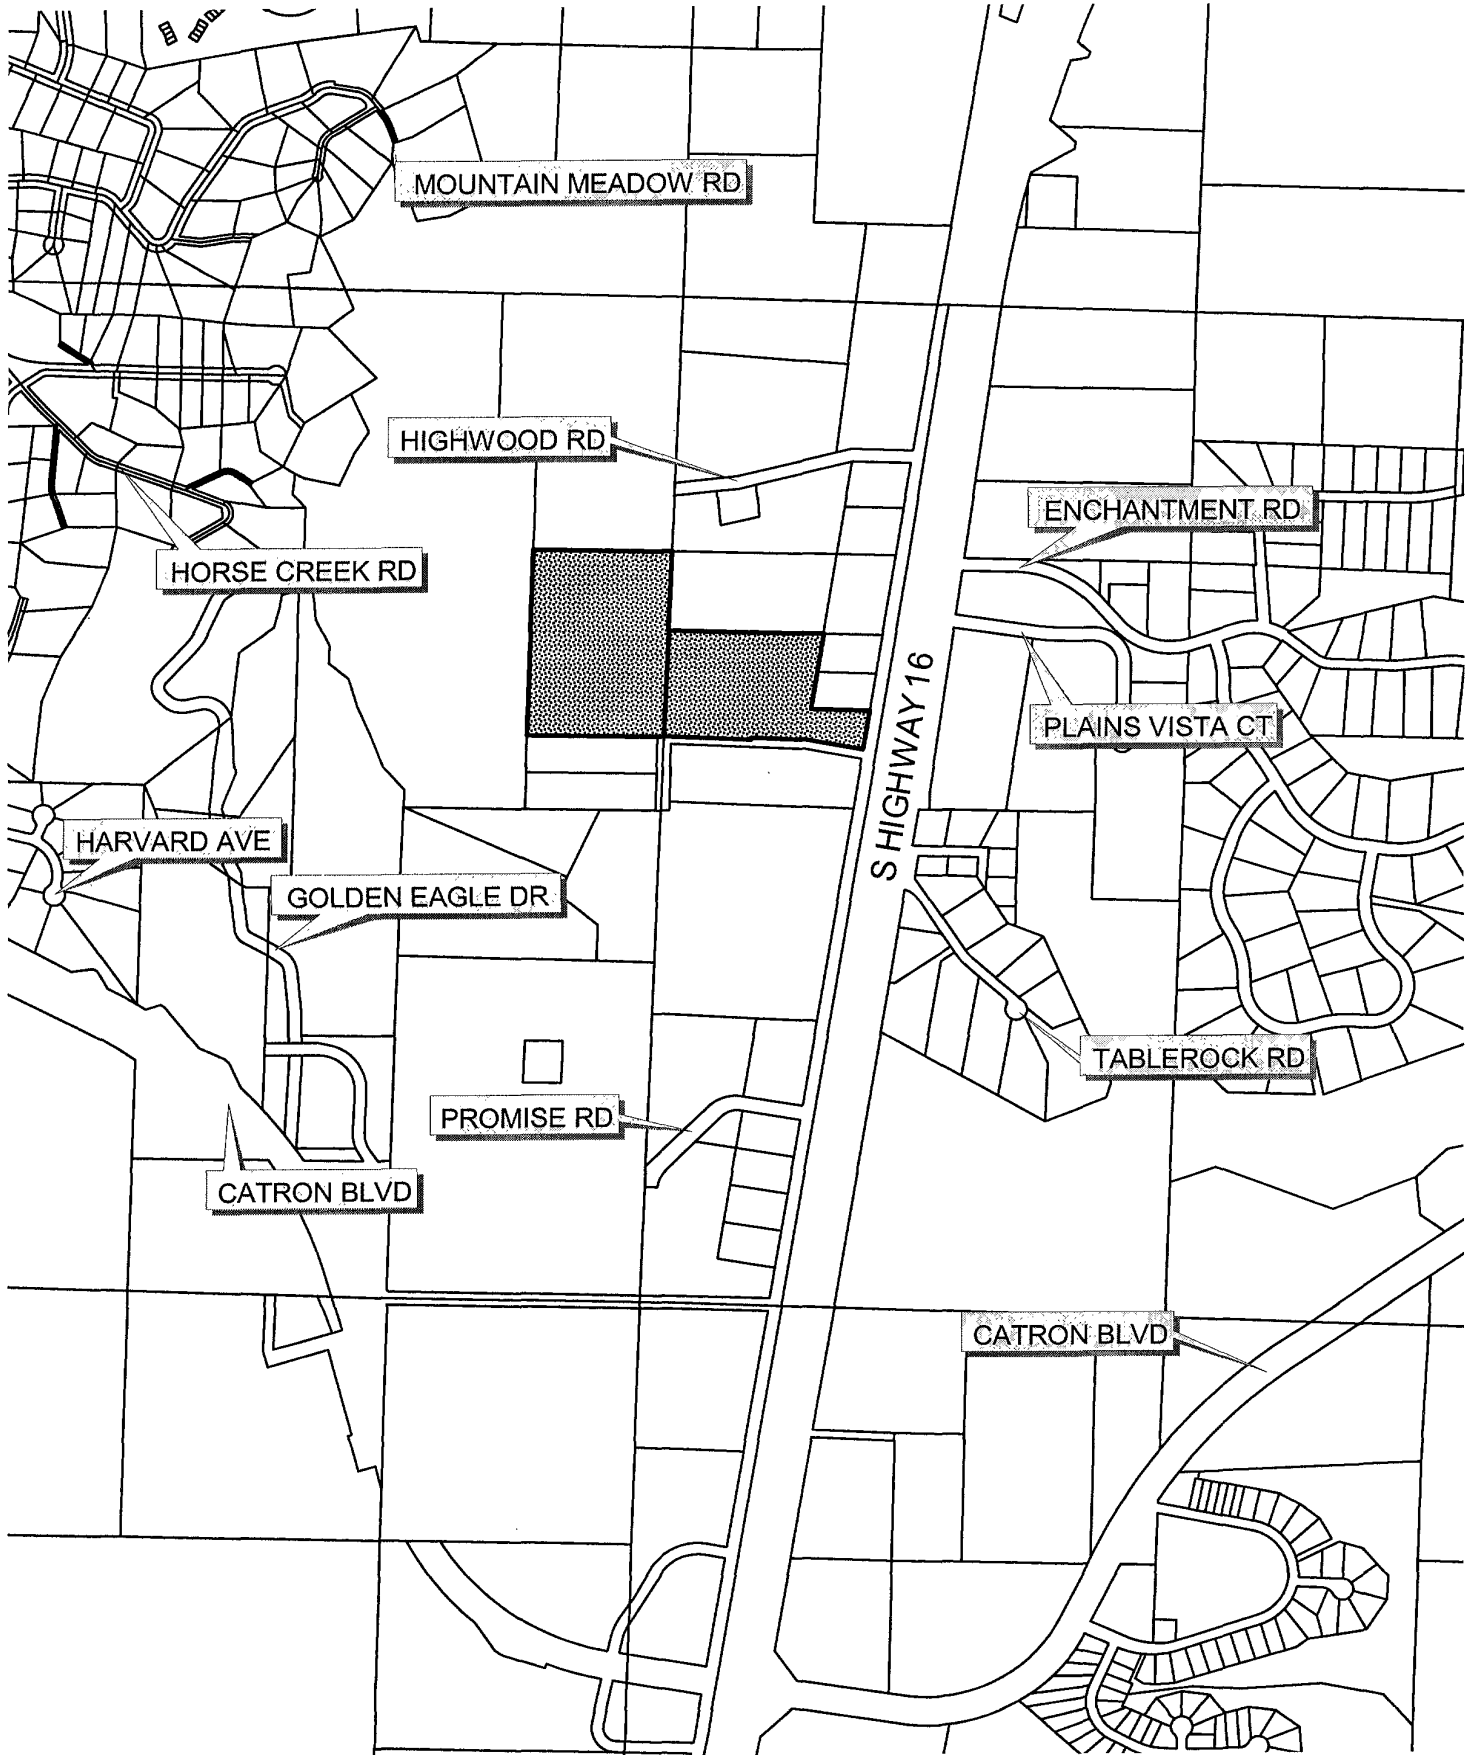 MOUNTAIN MEADOW RD
HIGHWOOD RD
ENCHANTMENT RD
HORSE CREEK RD
S HIGHWAY 16
PLAINS VISTA CT
HARVARD AVE
GOLDEN EAGLE DR
TABLEROCK RD
PROMISE RD
CATRON BLVD
CATRON BLVD